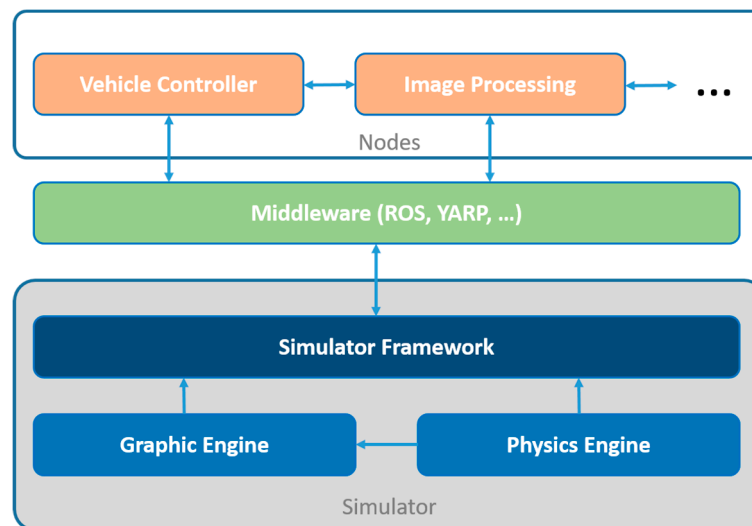 Vehicle Controller
Image Processing
...
Nodes
Middleware (ROS, YARP, ...)
Simulator Framework
Graphic Engine
Physics Engine
Simulator